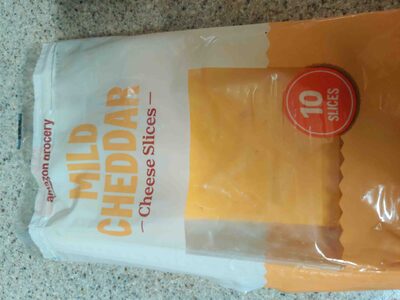 amazon grocery
MILD
CHEDDAR
Cheese Slices
10
SLICES